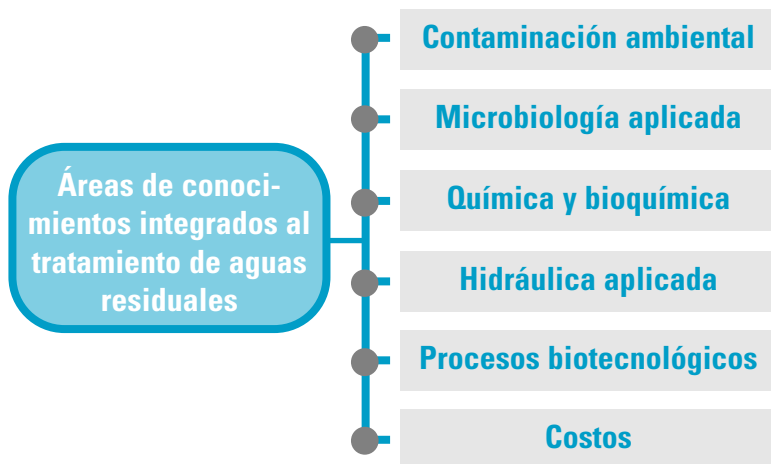 Áreas de conoci-
mientos integrados al
tratamiento de aguas
residuales
Contaminación ambiental
Microbiología aplicada
Química y bioquímica
Hidráulica aplicada
Procesos biotecnológicos
Costos